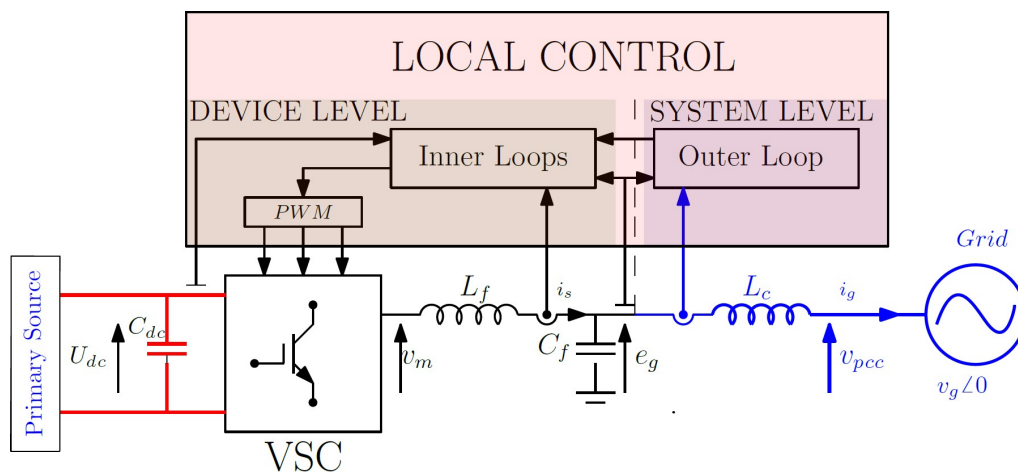 LOCAL CONTROL
DEVICE LEVEL
SYSTEM LEVEL
Inner Loops
Outer Loop
PWM
Grid
Primary Source
U_dc
C_dc
VSC
v_m
L_f
i_s
C_f
e_g
L_c
i_g
v_pcc
v_g∠0